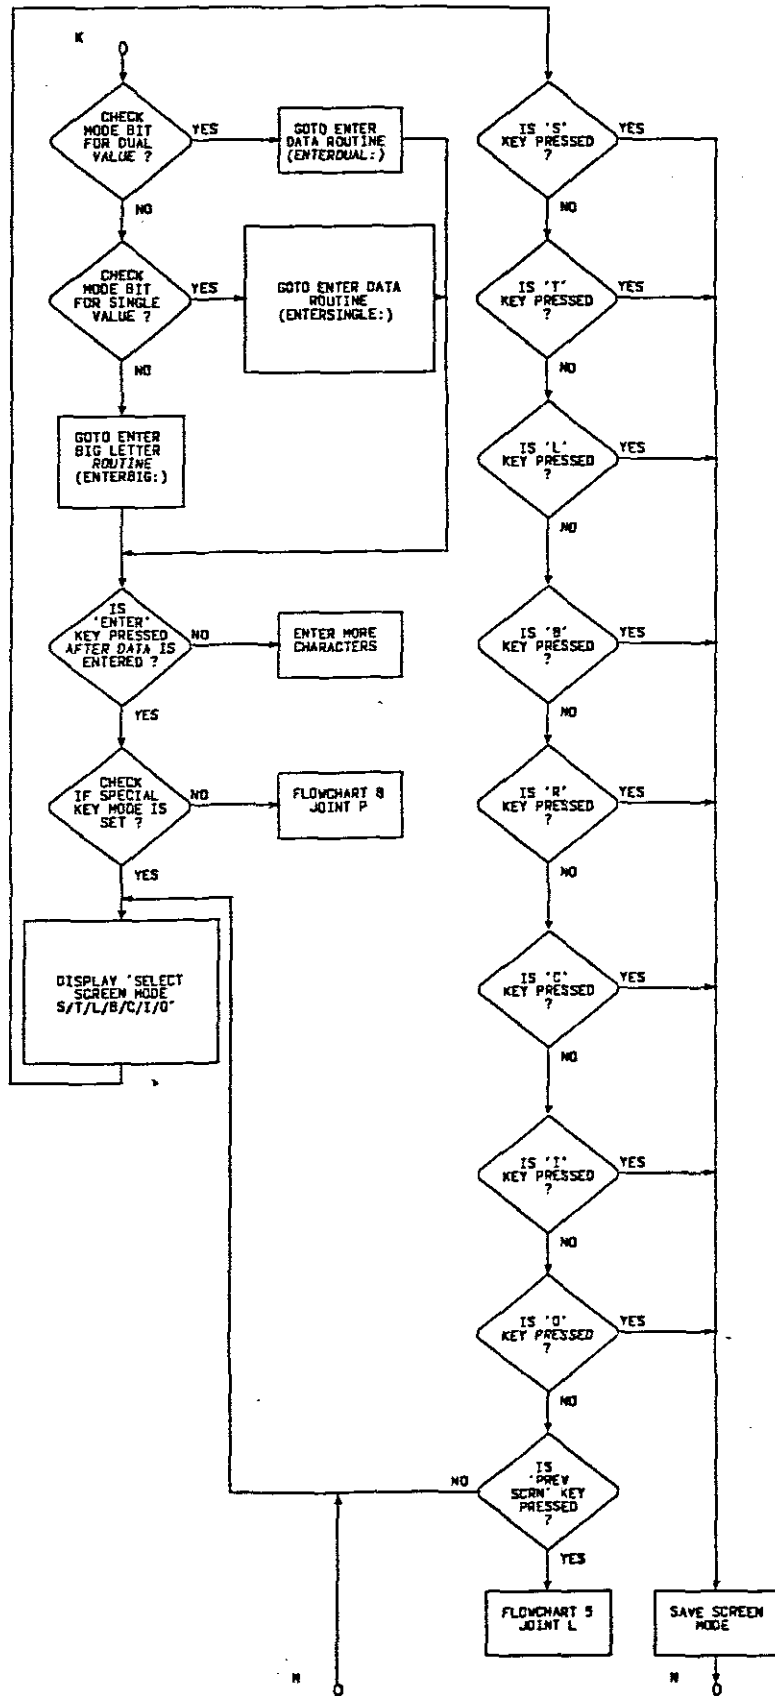 K
CHECK
MODE BIT
FOR DUAL
VALUE ?
YES
GOTO ENTER
DATA ROUTINE
(ENTERDUAL:)
NO
CHECK
MODE BIT
FOR SINGLE
VALUE ?
YES
GOTO ENTER DATA
ROUTINE
(ENTERSINGLE:)
NO
GOTO ENTER
BIG LETTER
ROUTINE
(ENTERBIG:)
IS
'ENTER'
KEY PRESSED
AFTER DATA IS
ENTERED ?
NO
ENTER MORE
CHARACTERS
YES
CHECK
IF SPECIAL
KEY MODE IS
SET ?
NO
FLOWCHART 8
JOINT P
YES
DISPLAY 'SELECT
SCREEN MODE
S/T/L/B/C/I/O'
IS 'S'
KEY PRESSED
?
YES
NO
IS 'T'
KEY PRESSED
?
YES
NO
IS 'L'
KEY PRESSED
?
YES
NO
IS 'B'
KEY PRESSED
?
YES
NO
IS 'R'
KEY PRESSED
?
YES
NO
IS 'C'
KEY PRESSED
?
YES
NO
IS 'I'
KEY PRESSED
?
YES
NO
IS 'O'
KEY PRESSED
?
YES
NO
IS
'PREV
SCRN' KEY
PRESSED
?
NO
YES
FLOWCHART 5
JOINT L
SAVE SCREEN
MODE